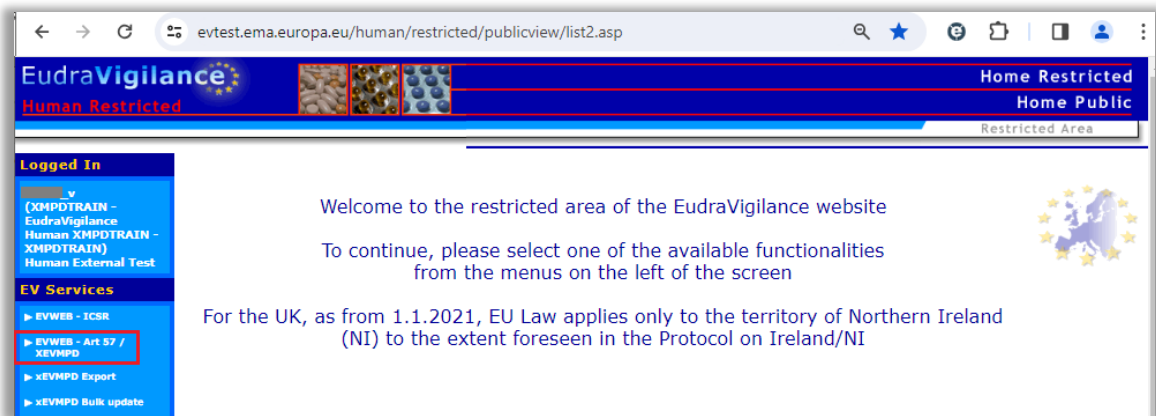 evtest.ema.europa.eu/human/restricted/publicview/list2.asp
EudraVigilance
Human Restricted
Home Restricted
Home Public
Restricted Area
Logged In
_v
(XMPDTRAIN -
EudraVigilance
Human XMPDTRAIN -
XMPDTRAIN)
Human External Test
EV Services
EVWEB - ICSR
EVWEB - Art 57 /
XEVMPD
xEVMPD Export
xEVMPD Bulk update
Welcome to the restricted area of the EudraVigilance website
To continue, please select one of the available functionalities
from the menus on the left of the screen
For the UK, as from 1.1.2021, EU Law applies only to the territory of Northern Ireland
(NI) to the extent foreseen in the Protocol on Ireland/NI